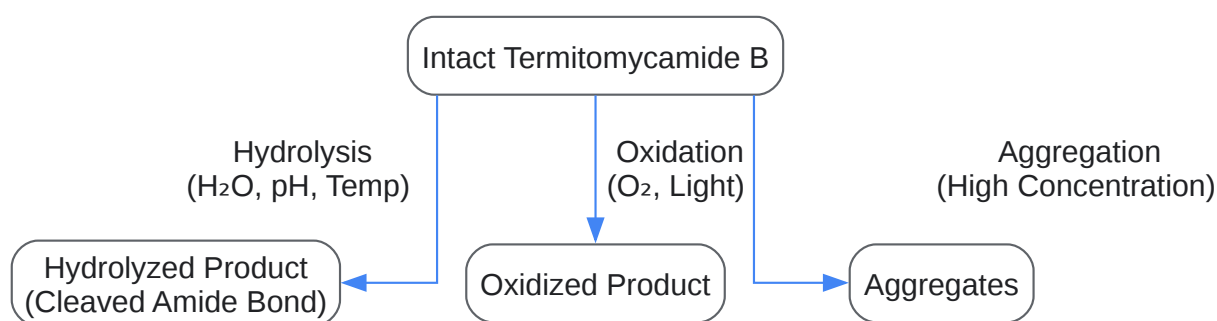 Intact Termitomycamide B
Hydrolysis
(H₂O, pH, Temp)
Oxidation
(O₂, Light)
Aggregation
(High Concentration)
Hydrolyzed Product
(Cleaved Amide Bond)
Oxidized Product
Aggregates